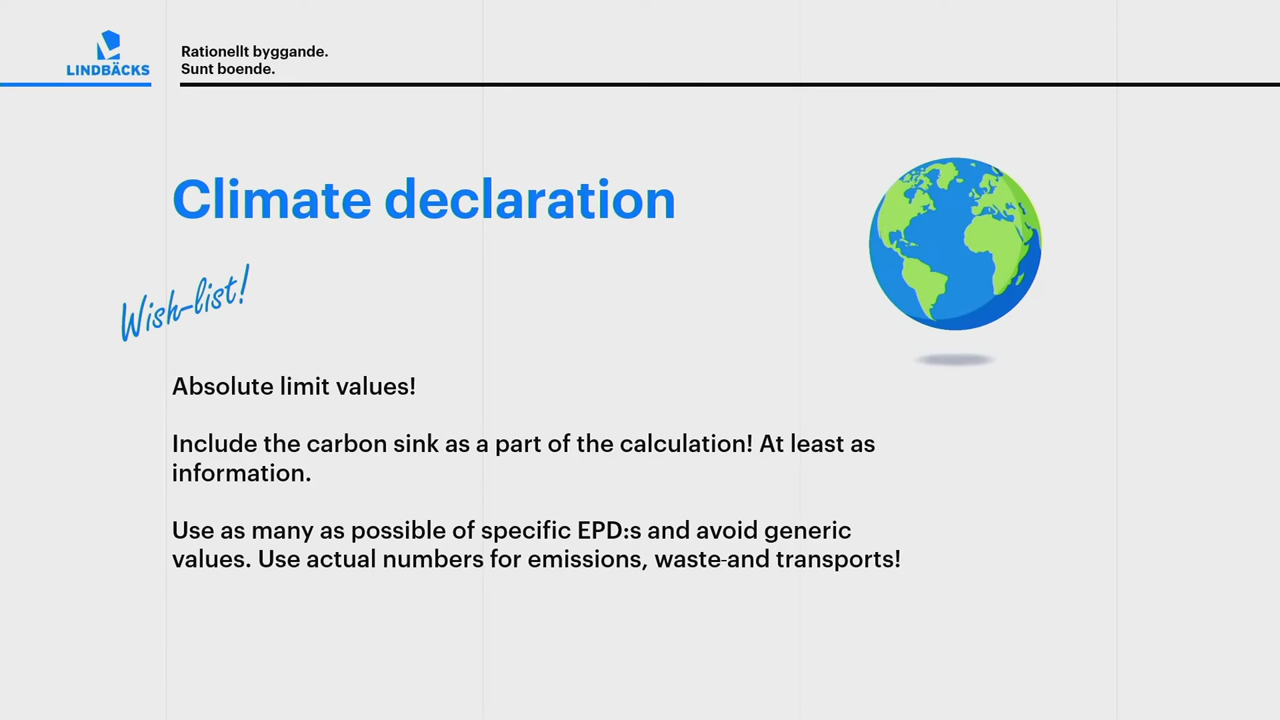 LINDBÄCKS
Rationellt byggande.
Sunt boende.
Climate declaration
Wish-list!
Absolute limit values!
Include the carbon sink as a part of the calculation! At least as
information.
Use as many as possible of specific EPD:s and avoid generic
values. Use actual numbers for emissions, waste-and transports!